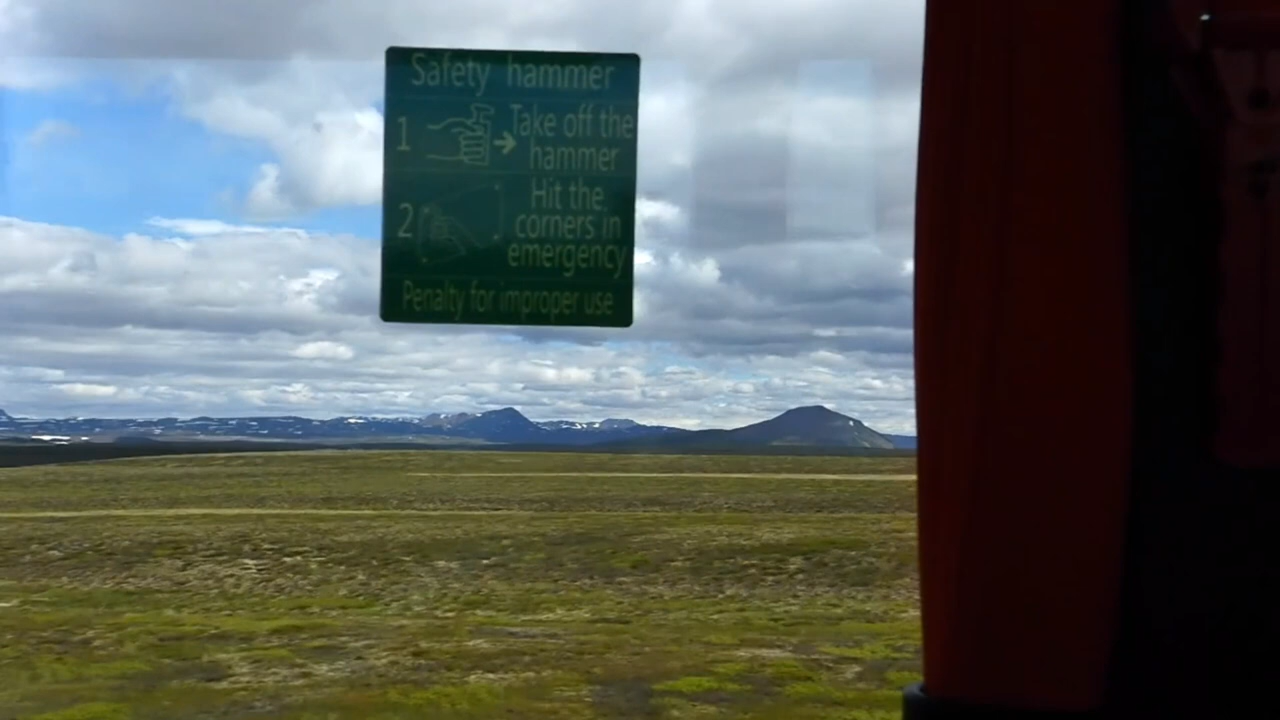 Safety hammer
1
Take off the
hammer
2
Hit the
corners in
emergency
Penalty for improper use